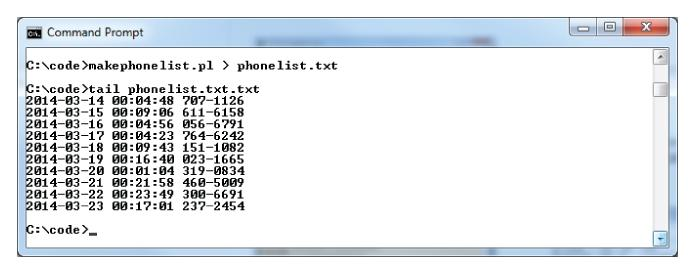 Command Prompt
C:\code>makephonelist.pl > phonelist.txt
C:\code>tail phonelist.txt.txt
2014-03-14 00:04:48 707-1126
2014-03-15 00:09:06 611-6158
2014-03-16 00:04:56 056-6791
2014-03-17 00:04:23 764-6242
2014-03-18 00:09:43 151-1082
2014-03-19 00:16:40 023-1665
2014-03-20 00:01:04 319-0834
2014-03-21 00:21:58 460-5009
2014-03-22 00:23:49 300-6691
2014-03-23 00:17:01 237-2454
C:\code>_